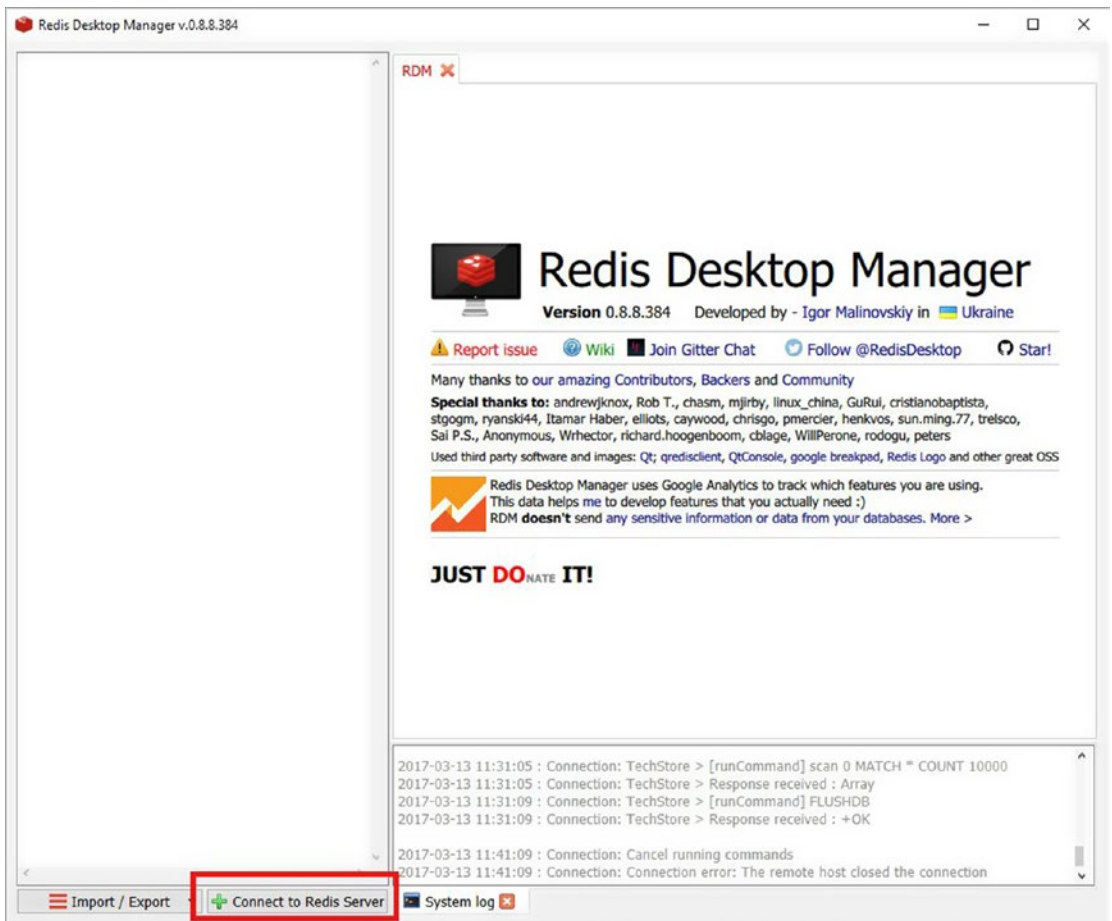 Redis Desktop Manager v.0.8.8.384
RDM
Redis Desktop Manager
Version 0.8.8.384 Developed by - Igor Malinovskiy in Ukraine
Report issue Wiki Join Gitter Chat Follow @RedisDesktop Star!
Many thanks to our amazing Contributors, Backers and Community
Special thanks to: andrewjknox, Rob T., chasm, mjirby, linux_china, GuRui, cristianobaptista,
stgogm, ryanski44, Itamar Haber, elliots, caywood, chrisgo, pmercier, henkvos, sun.ming.77, trelsco,
Sai P.S., Anonymous, Wrhector, richard.hoogenboom, cblage, WillPerone, rodogu, peters
Used third party software and images: Qt; qredisclient, QtConsole, google breakpad, Redis Logo and other great OSS
Redis Desktop Manager uses Google Analytics to track which features you are using.
This data helps me to develop features that you actually need :)
RDM doesn't send any sensitive information or data from your databases. More >
JUST DONATE IT!
2017-03-13 11:31:05 : Connection: TechStore > [runCommand] scan 0 MATCH * COUNT 10000
2017-03-13 11:31:05 : Connection: TechStore > Response received : Array
2017-03-13 11:31:09 : Connection: TechStore > [runCommand] FLUSHDB
2017-03-13 11:31:09 : Connection: TechStore > Response received : +OK
2017-03-13 11:41:09 : Connection: Cancel running commands
2017-03-13 11:41:09 : Connection: Connection error: The remote host closed the connection
Import / Export Connect to Redis Server System log